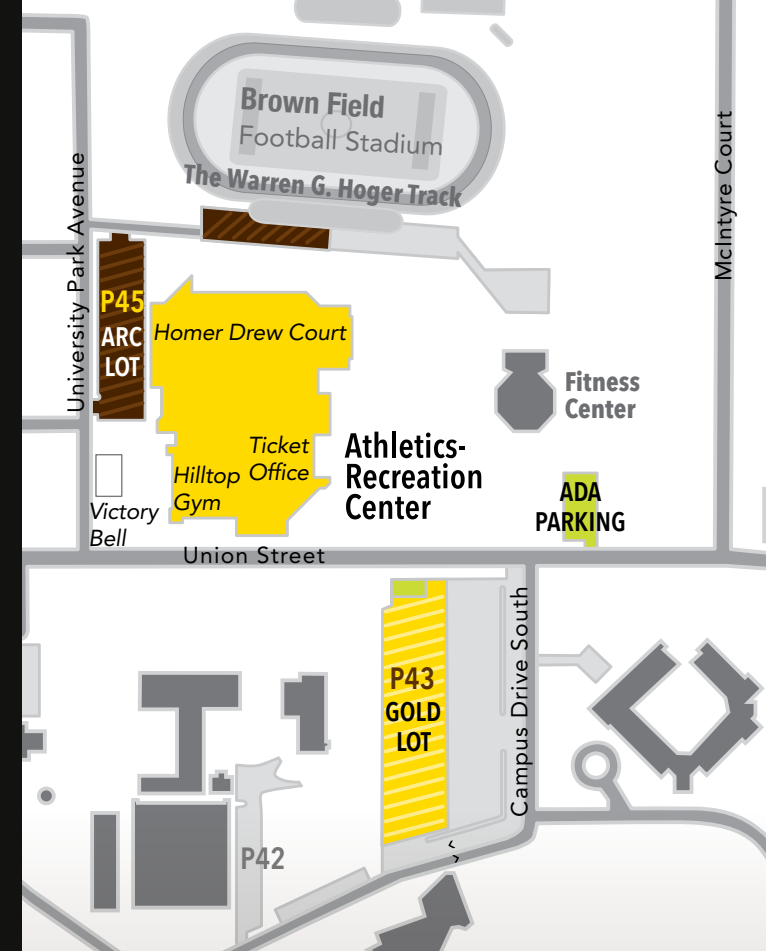 Brown Field
Football Stadium
The Warren G. Hoger Track
McIntyre Court
University Park Avenue
P45
ARC
LOT
Homer Drew Court
Fitness
Center
Ticket
Office
Hilltop
Gym
Athletics-
Recreation
Center
ADA
PARKING
Victory
Bell
Union Street
Campus Drive South
P43
GOLD
LOT
P42